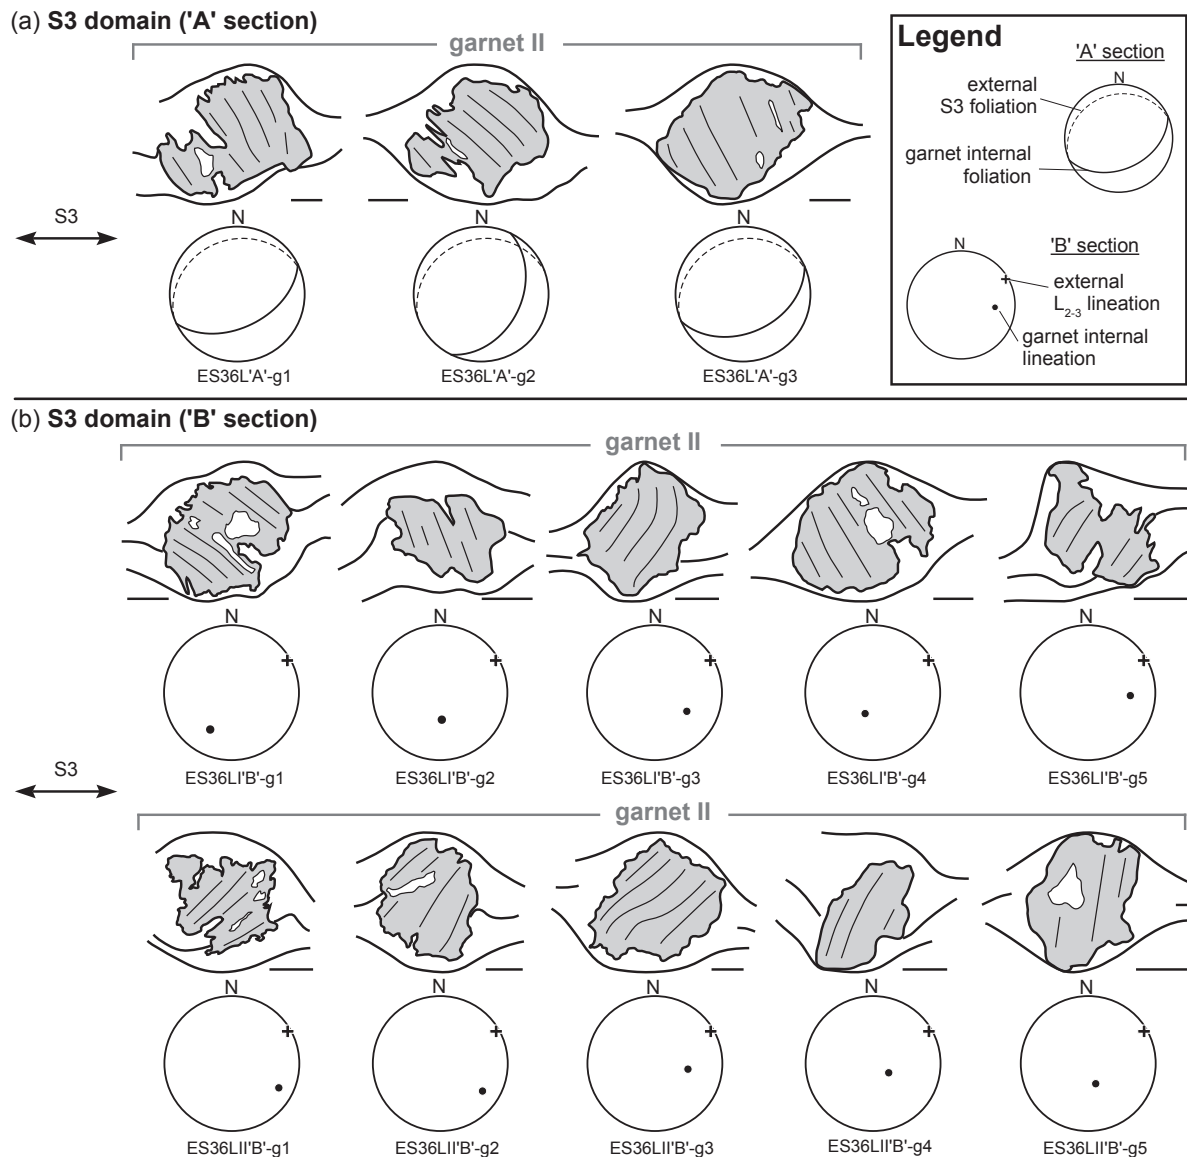 (a) S3 domain ('A' section)
garnet II
S3
N
N
N
ES36L'A'-g1
ES36L'A'-g2
ES36L'A'-g3
Legend
'A' section
N
external
S3 foliation
garnet internal
foliation
'B' section
N
external
L2-3 lineation
garnet internal
lineation
(b) S3 domain ('B' section)
garnet II
N
N
N
N
N
ES36LI'B'-g1
ES36LI'B'-g2
ES36LI'B'-g3
ES36LI'B'-g4
ES36LI'B'-g5
S3
garnet II
N
N
N
N
N
ES36LII'B'-g1
ES36LII'B'-g2
ES36LII'B'-g3
ES36LII'B'-g4
ES36LII'B'-g5